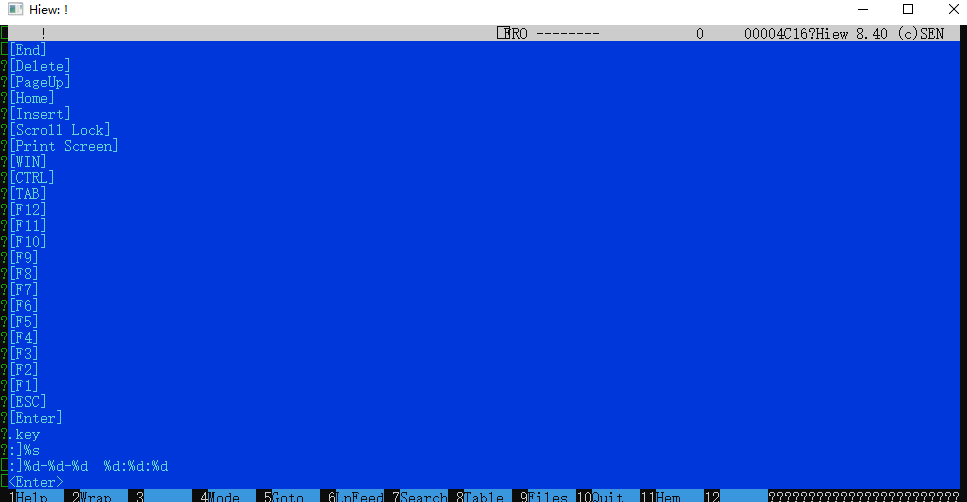 Hiew: !
! FRO -------- 0 00004C16?Hiew 8.40 (c)SEN
[End]
?[Delete]
?[PageUp]
?[Home]
?[Insert]
?[Scroll Lock]
?[Print Screen]
?[WIN]
?[CTRL]
?[TAB]
?[F12]
?[F11]
?[F10]
?[F9]
?[F8]
?[F7]
?[F6]
?[F5]
?[F4]
?[F3]
?[F2]
?[F1]
?[ESC]
?[Enter]
?.key
?:]%s
:]%d-%d-%d  %d:%d:%d
<Enter>
1Help 2Wrap 3 4Mode 5Goto 6LnFeed 7Search 8Table 9Files 10Quit 11Hem 12 ????????????????????????